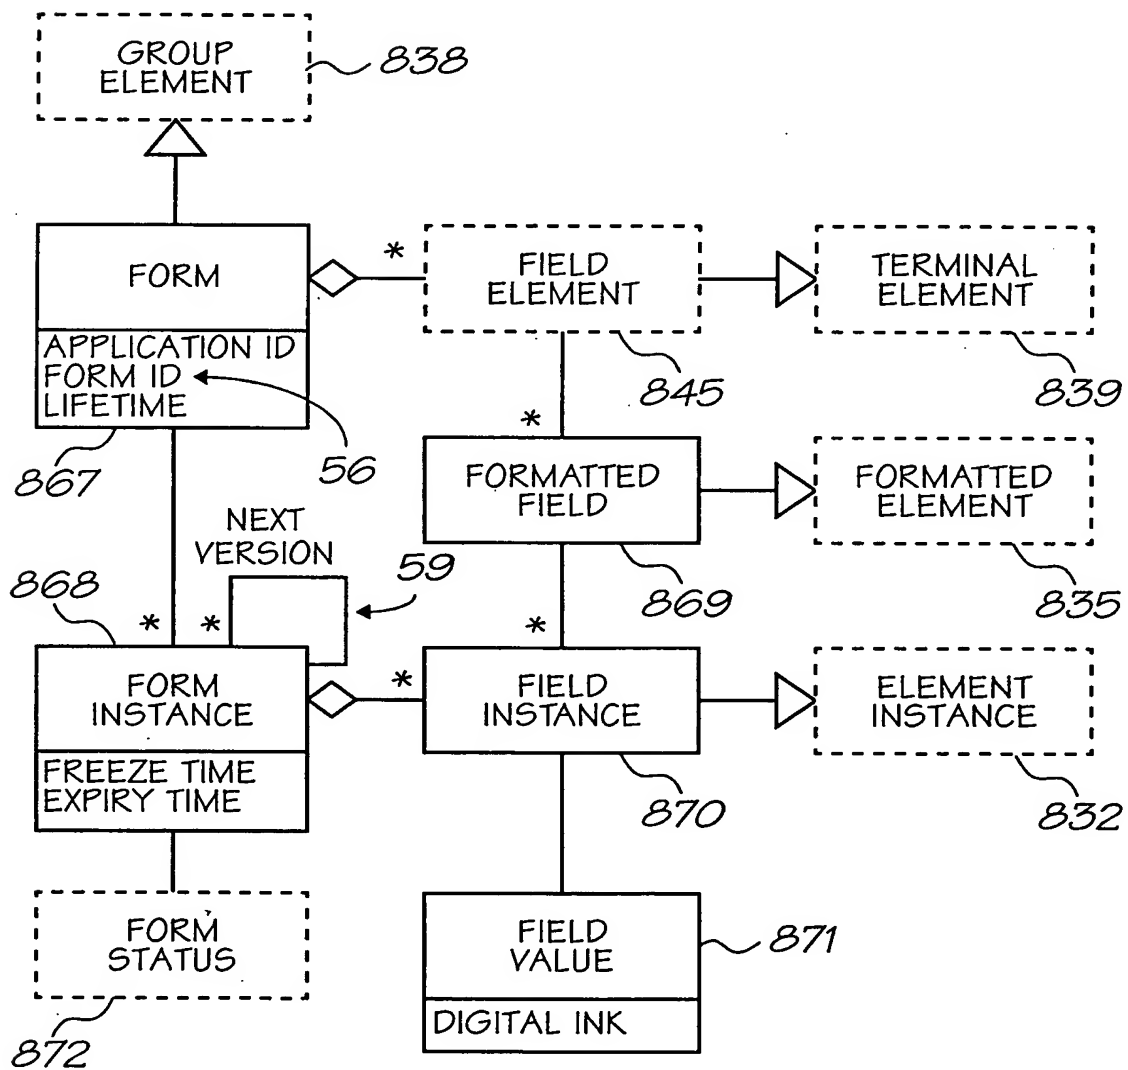 GROUP
ELEMENT
838
FORM
*
FIELD
ELEMENT
TERMINAL
ELEMENT
APPLICATION ID
FORM ID
LIFETIME
845
839
867
56
*
FORMATTED
FIELD
FORMATTED
ELEMENT
NEXT
VERSION
59
868
869
835
*
*
*
FORM
INSTANCE
*
FIELD
INSTANCE
ELEMENT
INSTANCE
FREEZE TIME
EXPIRY TIME
870
832
FORM
STATUS
FIELD
VALUE
871
DIGITAL INK
872